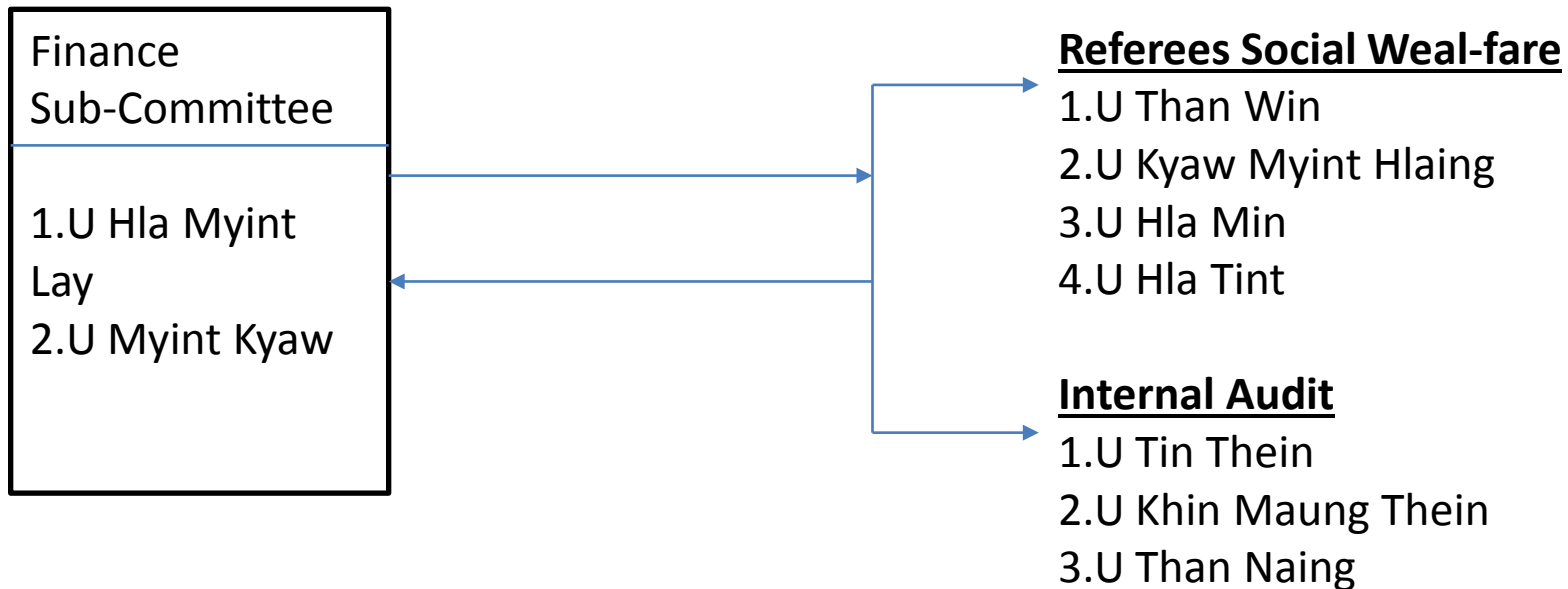 Finance
Sub-Committee
1.U Hla Myint
Lay
2.U Myint Kyaw
Referees Social Weal-fare
1.U Than Win
2.U Kyaw Myint Hlaing
3.U Hla Min
4.U Hla Tint
Internal Audit
1.U Tin Thein
2.U Khin Maung Thein
3.U Than Naing